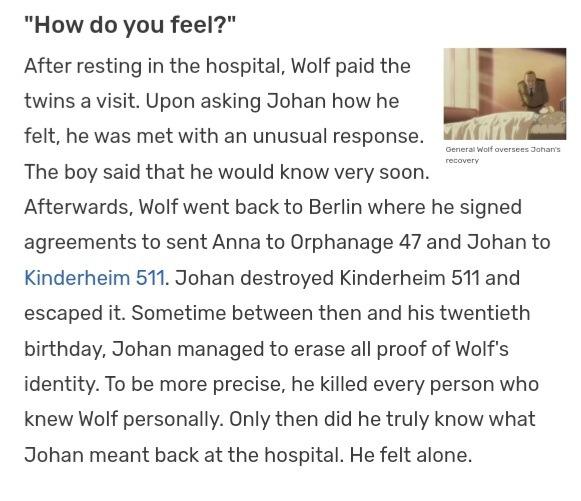 "How do you feel?"
After resting in the hospital, Wolf paid the
twins a visit. Upon asking Johan how he
felt, he was met with an unusual response.
The boy said that he would know very soon.
General Wolf oversees Johan's
recovery
Afterwards, Wolf went back to Berlin where he signed
agreements to sent Anna to Orphanage 47 and Johan to
Kinderheim 511. Johan destroyed Kinderheim 511 and
escaped it. Sometime between then and his twentieth
birthday, Johan managed to erase all proof of Wolf's
identity. To be more precise, he killed every person who
knew Wolf personally. Only then did he truly know what
Johan meant back at the hospital. He felt alone.